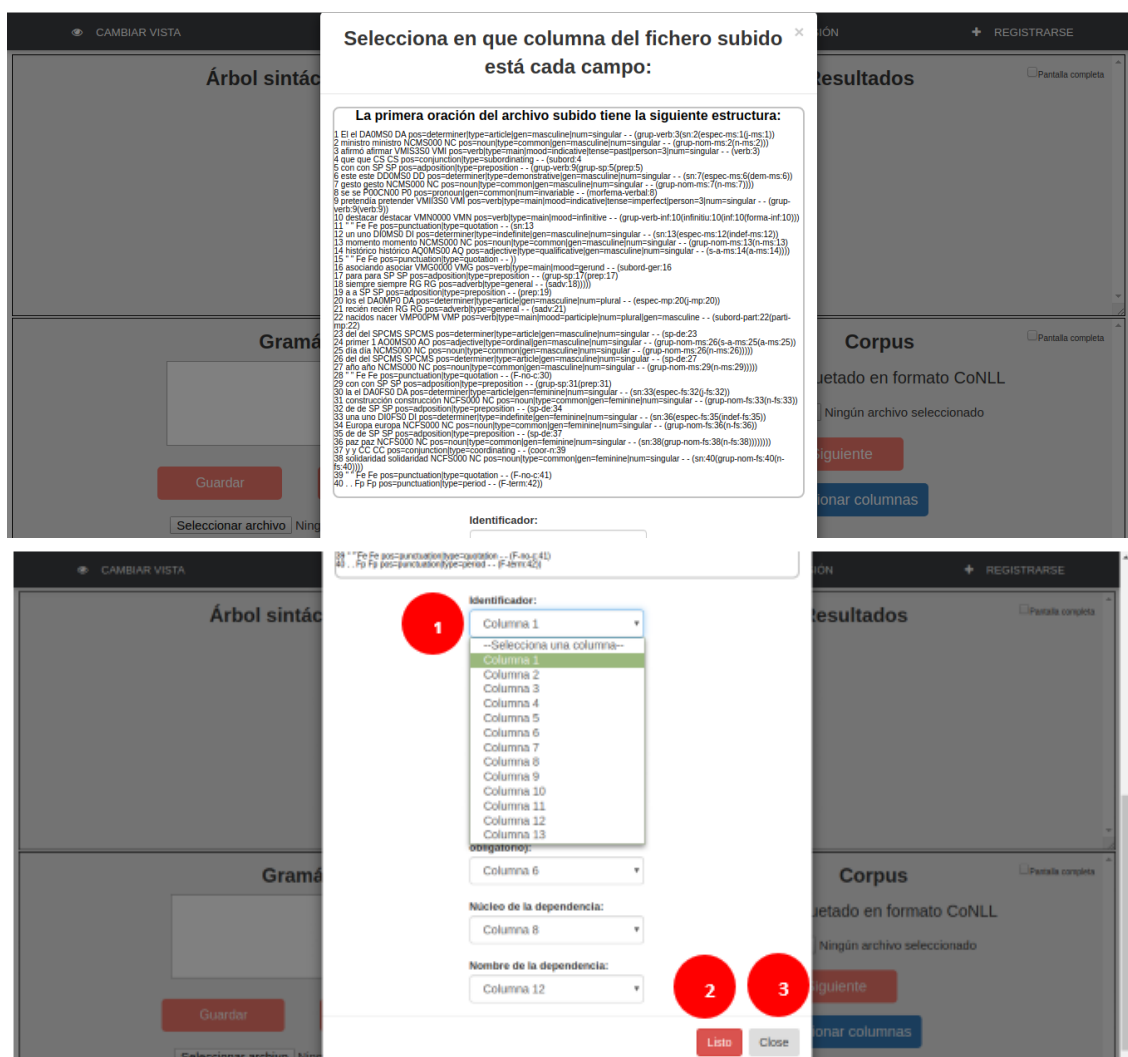 CAMBIAR VISTA
IÓN
REGISTRARSE
Selecciona en que columna del fichero subido
está cada campo:
×
Árbol sintác
Resultados
Pantalla completa
La primera oración del archivo subido tiene la siguiente estructura:
1 El el DA0MS0 DA pos=determiner|type=article|gen=masculine|num=singular - - (grup-verb:3(sn:2(espec-ms:1(j-ms:1))
2 ministro ministro NCMS000 NC pos=noun|type=common|gen=masculine|num=singular - - (grup-nom-ms:2(n-ms:2)))
3 afirmó afirmar VMIS3S0 VMI pos=verb|type=main|mood=indicative|tense=past|person=3|num=singular - - (verb:3)
4 que que CS CS pos=conjunction|type=subordinating - - (subord:4
5 con con SP SP pos=adposition|type=preposition - - (grup-verb:9(grup-sp:5(prep:5)
6 este este DD0MS0 DD pos=determiner|type=demonstrative|gen=masculine|num=singular - - (sn:7(espec-ms:6(dem-ms:6))
7 gesto gesto NCMS000 NC pos=noun|type=common|gen=masculine|num=singular - - (grup-nom-ms:7(n-ms:7))))
8 se se P00CN00 P0 pos=pronoun|gen=common|num=invariable - - (morfema-verbal:8)
9 pretendía pretender VMII3S0 VMI pos=verb|type=main|mood=indicative|tense=imperfect|person=3|num=singular - - (grup-
verb:9(verb:9))
10 destacar destacar VMN0000 VMN pos=verb|type=main|mood=infinitive - - (grup-verb-inf:10(infinitiu:10(inf:10(forma-inf:10)))
11 " " Fe Fe pos=punctuation|type=quotation - - (sn:13
12 un uno DI0MS0 DI pos=determiner|type=indefinite|gen=masculine|num=singular - - (sn:13(espec-ms:12(indef-ms:12))
13 momento momento NCMS000 NC pos=noun|type=common|gen=masculine|num=singular - - (grup-nom-ms:13(n-ms:13)
14 histórico histórico AQ0MS00 AQ pos=adjective|type=qualificative|gen=masculine|num=singular - - (s-a-ms:14(a-ms:14))))
15 " " Fe Fe pos=punctuation|type=quotation - - ))
16 asociando asociar VMG0000 VMG pos=verb|type=main|mood=gerund - - (subord-ger:16
17 para para SP SP pos=adposition|type=preposition - - (grup-sp:17(prep:17)
18 siempre siempre RG RG pos=adverb|type=general - - (sadv:18)))))
19 a a SP SP pos=adposition|type=preposition - - (prep:19)
20 los el DA0MP0 DA pos=determiner|type=article|gen=masculine|num=plural - - (espec-mp:20(j-mp:20))
21 recién recién RG RG pos=adverb|type=general - - (sadv:21)
22 nacidos nacer VMP00PM VMP pos=verb|type=main|mood=participle|num=plural|gen=masculine - - (subord-part:22(parti-
mp:22)
23 del del SPCMS SPCMS pos=determiner|type=article|gen=masculine|num=singular - - (sp-de:23
24 primer 1 AO0MS00 AO pos=adjective|type=ordinal|gen=masculine|num=singular - - (grup-nom-ms:26(s-a-ms:25(a-ms:25))
25 día día NCMS000 NC pos=noun|type=common|gen=masculine|num=singular - - (grup-nom-ms:26(n-ms:26)))))
26 del del SPCMS SPCMS pos=determiner|type=article|gen=masculine|num=singular - - (sp-de:27
27 año año NCMS000 NC pos=noun|type=common|gen=masculine|num=singular - - (grup-nom-ms:29(n-ms:29)))))
28 " " Fe Fe pos=punctuation|type=quotation - - (F-no-c:30)
29 con con SP SP pos=adposition|type=preposition - - (grup-sp:31(prep:31)
30 la el DA0FS0 DA pos=determiner|type=article|gen=feminine|num=singular - - (sn:33(espec-fs:32(j-fs:32))
31 construcción construcción NCFS000 NC pos=noun|type=common|gen=feminine|num=singular - - (grup-nom-fs:33(n-fs:33))
32 de de SP SP pos=adposition|type=preposition - - (sp-de:34
33 una uno DI0FS0 DI pos=determiner|type=indefinite|gen=feminine|num=singular - - (sn:36(espec-fs:35(indef-fs:35))
34 Europa europa NCFS000 NC pos=noun|type=common|gen=feminine|num=singular - - (grup-nom-fs:36(n-fs:36))
35 de de SP SP pos=adposition|type=preposition - - (sp-de:37
36 paz paz NCFS000 NC pos=noun|type=common|gen=feminine|num=singular - - (sn:38(grup-nom-fs:38(n-fs:38))))))))
37 y y CC CC pos=conjunction|type=coordinating - - (coor-n:39
38 solidaridad solidaridad NCFS000 NC pos=noun|type=common|gen=feminine|num=singular - - (sn:40(grup-nom-fs:40(n-
fs:40))))
39 " " Fe Fe pos=punctuation|type=quotation - - (F-no-c:41)
40 . . Fp Fp pos=punctuation|type=period - - (F-term:42))
Gramá
Corpus
Pantalla completa
uetado en formato CoNLL
Ningún archivo seleccionado
Siguiente
Guardar
ionar columnas
Seleccionar archivo Ning
Identificador:
39 " " Fe Fe pos=punctuation|type=quotation - - (F-no-c:41)
40 . . Fp Fp pos=punctuation|type=period - - (F-term:42))
CAMBIAR VISTA
IÓN
REGISTRARSE
Identificador:
Árbol sintác
Resultados
Pantalla completa
1
Columna 1
--Selecciona una columna--
Columna 1
Columna 2
Columna 3
Columna 4
Columna 5
Columna 6
Columna 7
Columna 8
Columna 9
Columna 10
Columna 11
Columna 12
Columna 13
obligatorio):
Columna 6
Gramá
Corpus
Pantalla completa
Núcleo de la dependencia:
uetado en formato CoNLL
Columna 8
Ningún archivo seleccionado
Nombre de la dependencia:
Columna 12
2
3
Siguiente
Guardar
Listo
Close
ionar columnas
Seleccionar archivo Ning